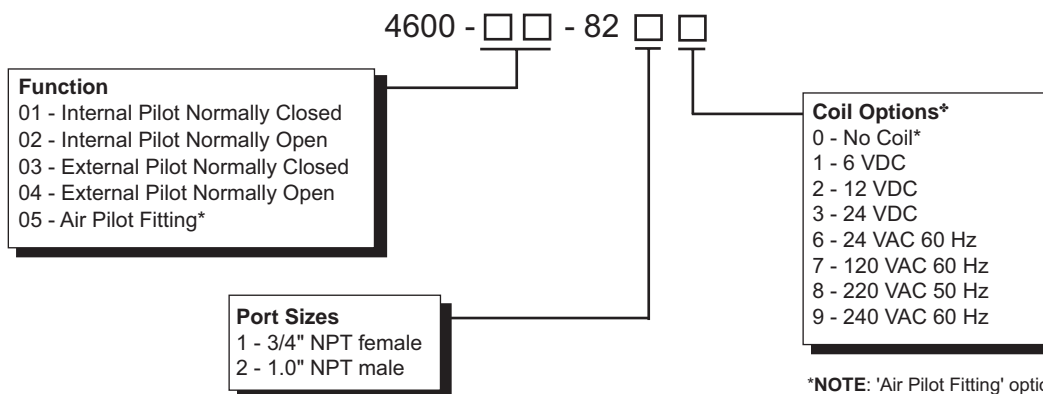 4600 - □ □ - 82 □ □
Function
01 - Internal Pilot Normally Closed
02 - Internal Pilot Normally Open
03 - External Pilot Normally Closed
04 - External Pilot Normally Open
05 - Air Pilot Fitting*
Port Sizes
1 - 3/4" NPT female
2 - 1.0" NPT male
Coil Options✤
0 - No Coil*
1 - 6 VDC
2 - 12 VDC
3 - 24 VDC
6 - 24 VAC 60 Hz
7 - 120 VAC 60 Hz
8 - 220 VAC 50 Hz
9 - 240 VAC 60 Hz
*NOTE: 'Air Pilot Fitting'